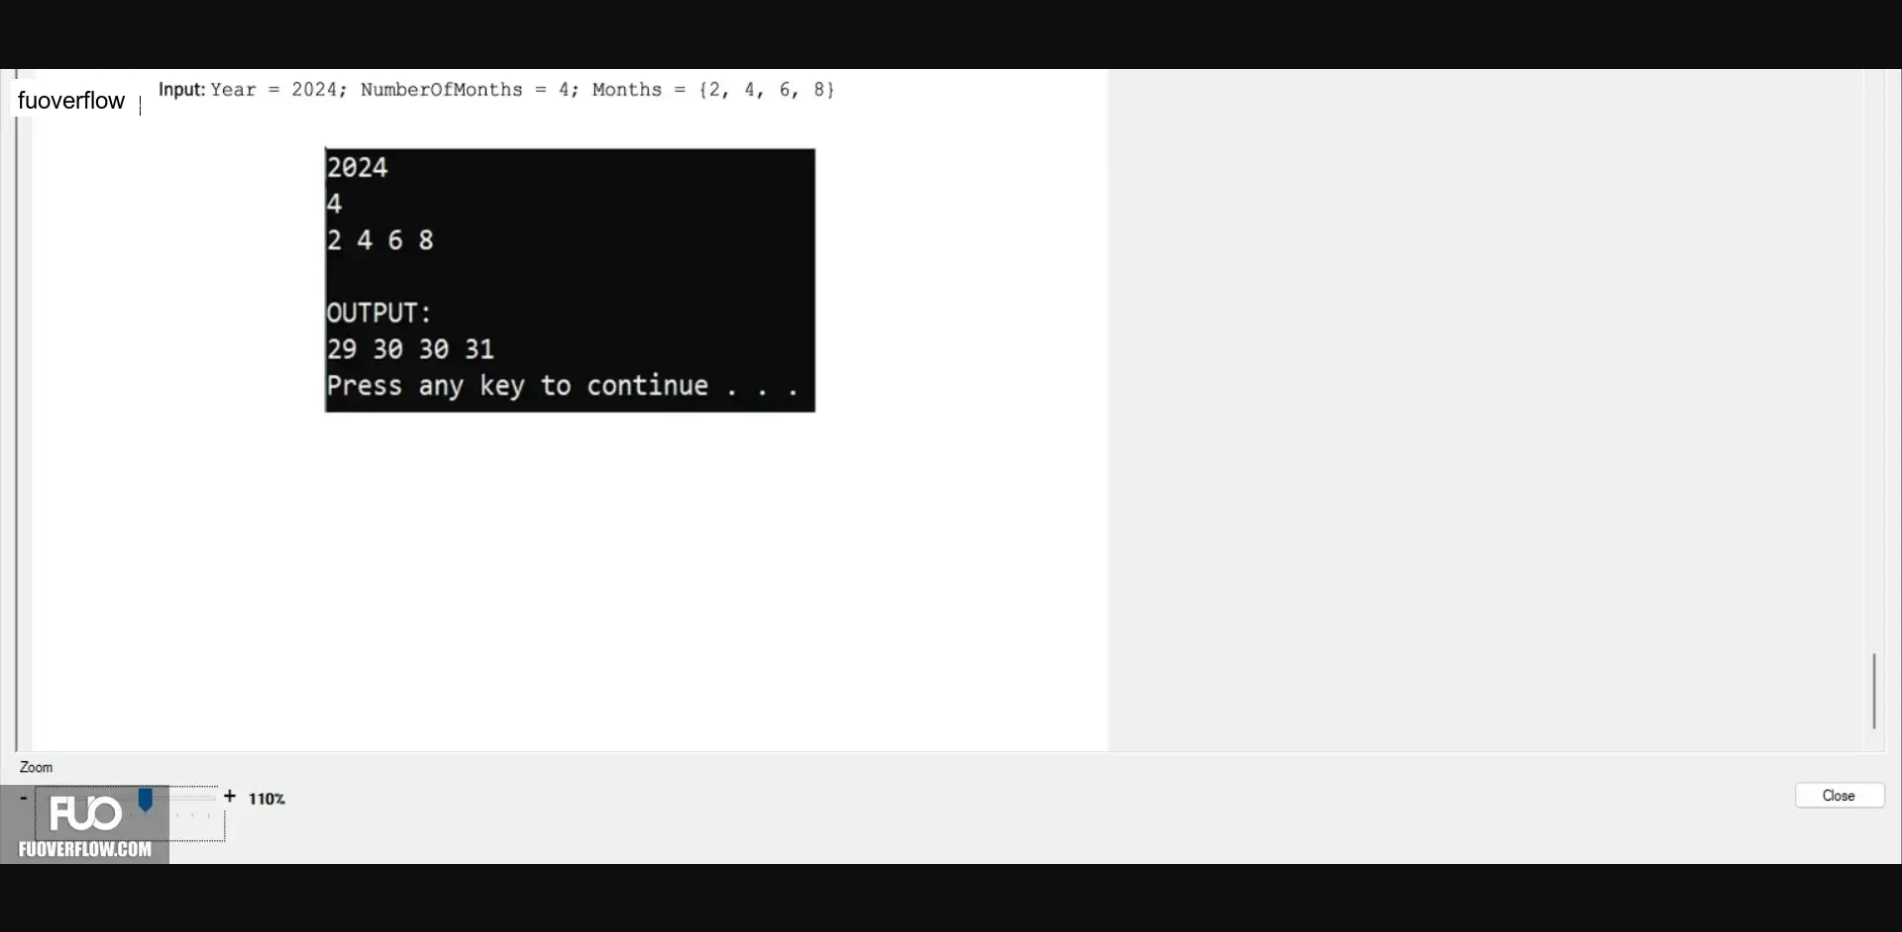 fuoverflow
Input: Year = 2024; NumberOfMonths = 4; Months = {2, 4, 6, 8}
2024
4
2 4 6 8
OUTPUT:
29 30 30 31
Press any key to continue . . .
Zoom
- + 110%
Close
FUO
FUOVERFLOW.COM